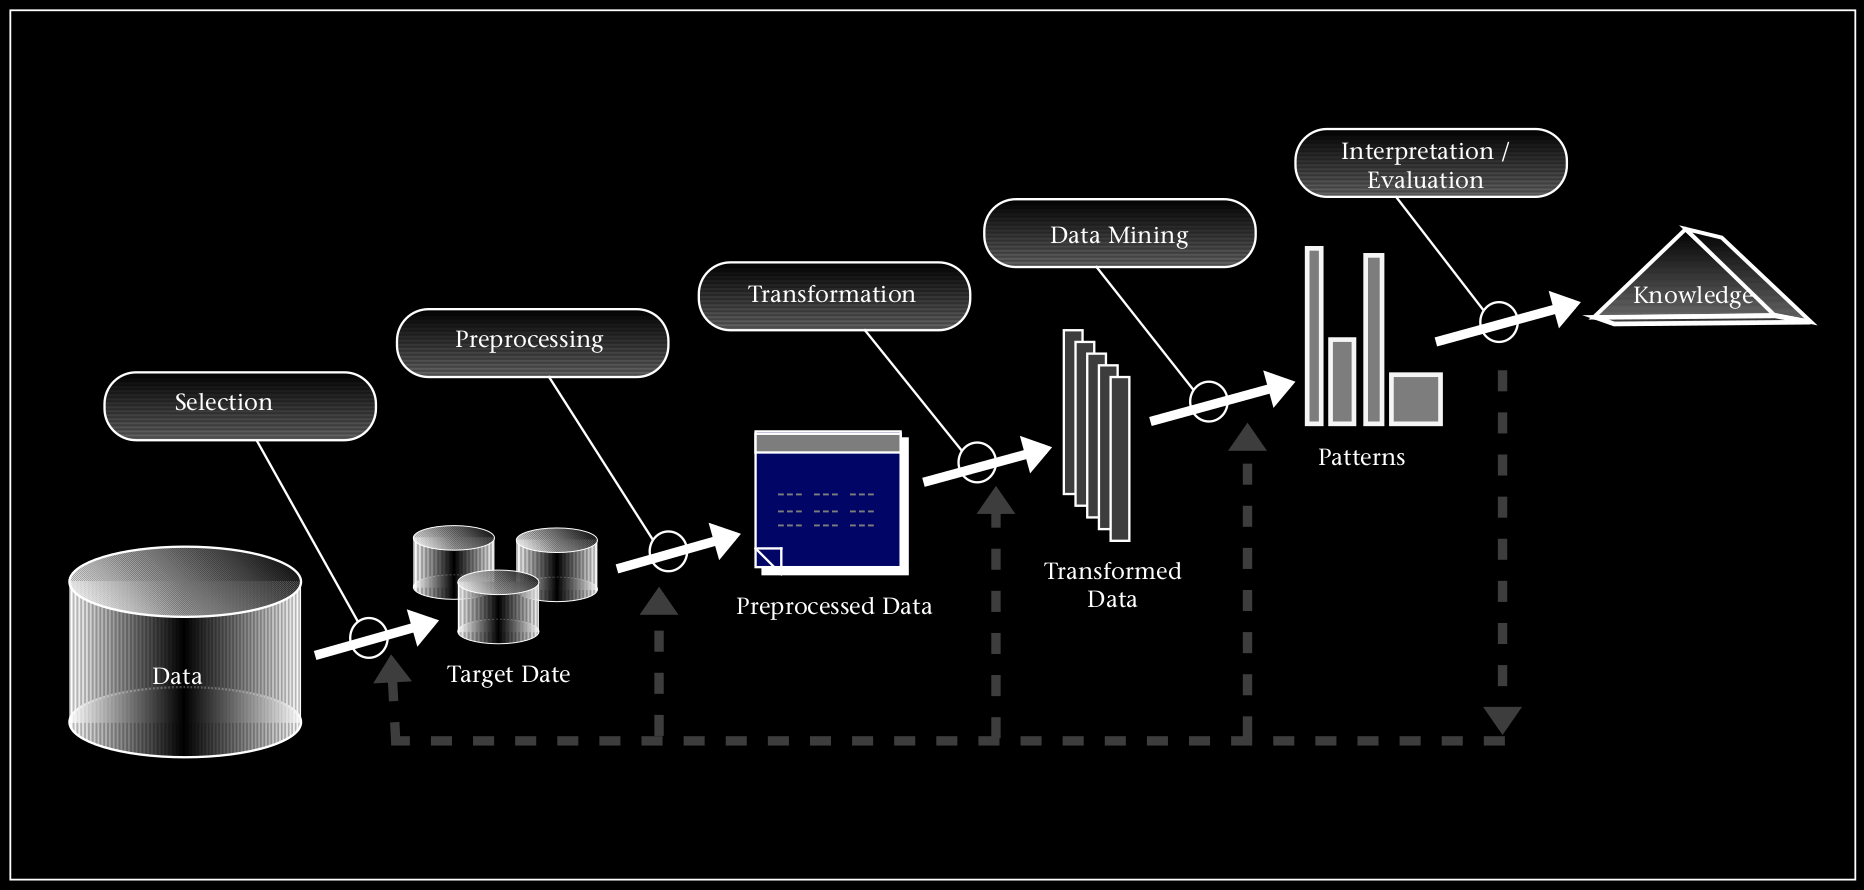 Interpretation /
Evaluation
Data Mining
Transformation
Preprocessing
Selection
Knowledge
Patterns
Transformed
Data
Preprocessed Data
Target Date
Data